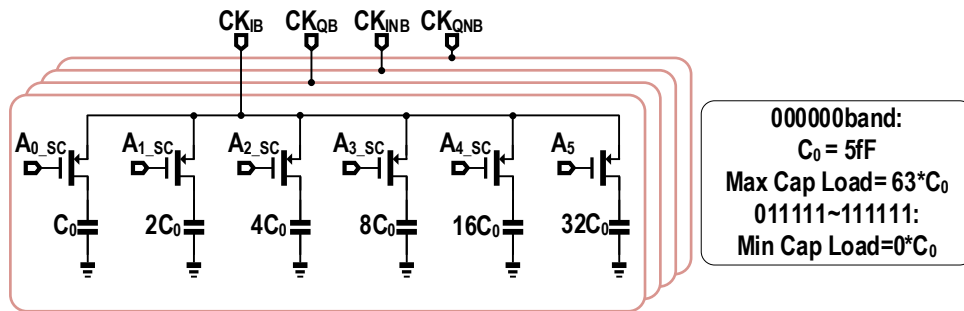 CKIB CKQB CKINB CKQNB
A0_SC A1_SC A2_SC A3_SC A4_SC A5
C0 2C0 4C0 8C0 16C0 32C0
000000band:
C0 = 5fF
Max Cap Load= 63*C0
011111~111111:
Min Cap Load=0*C0